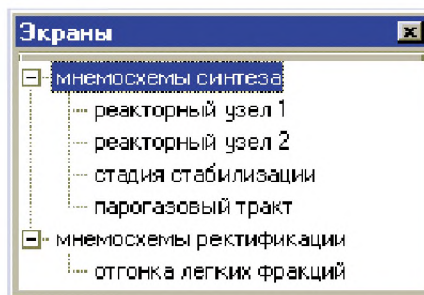 Экраны
мнемосхемы синтеза
реакторный узел 1
реакторный узел 2
стадия стабилизации
парогазовый тракт
мнемосхемы ректификации
отгонка легких фракций